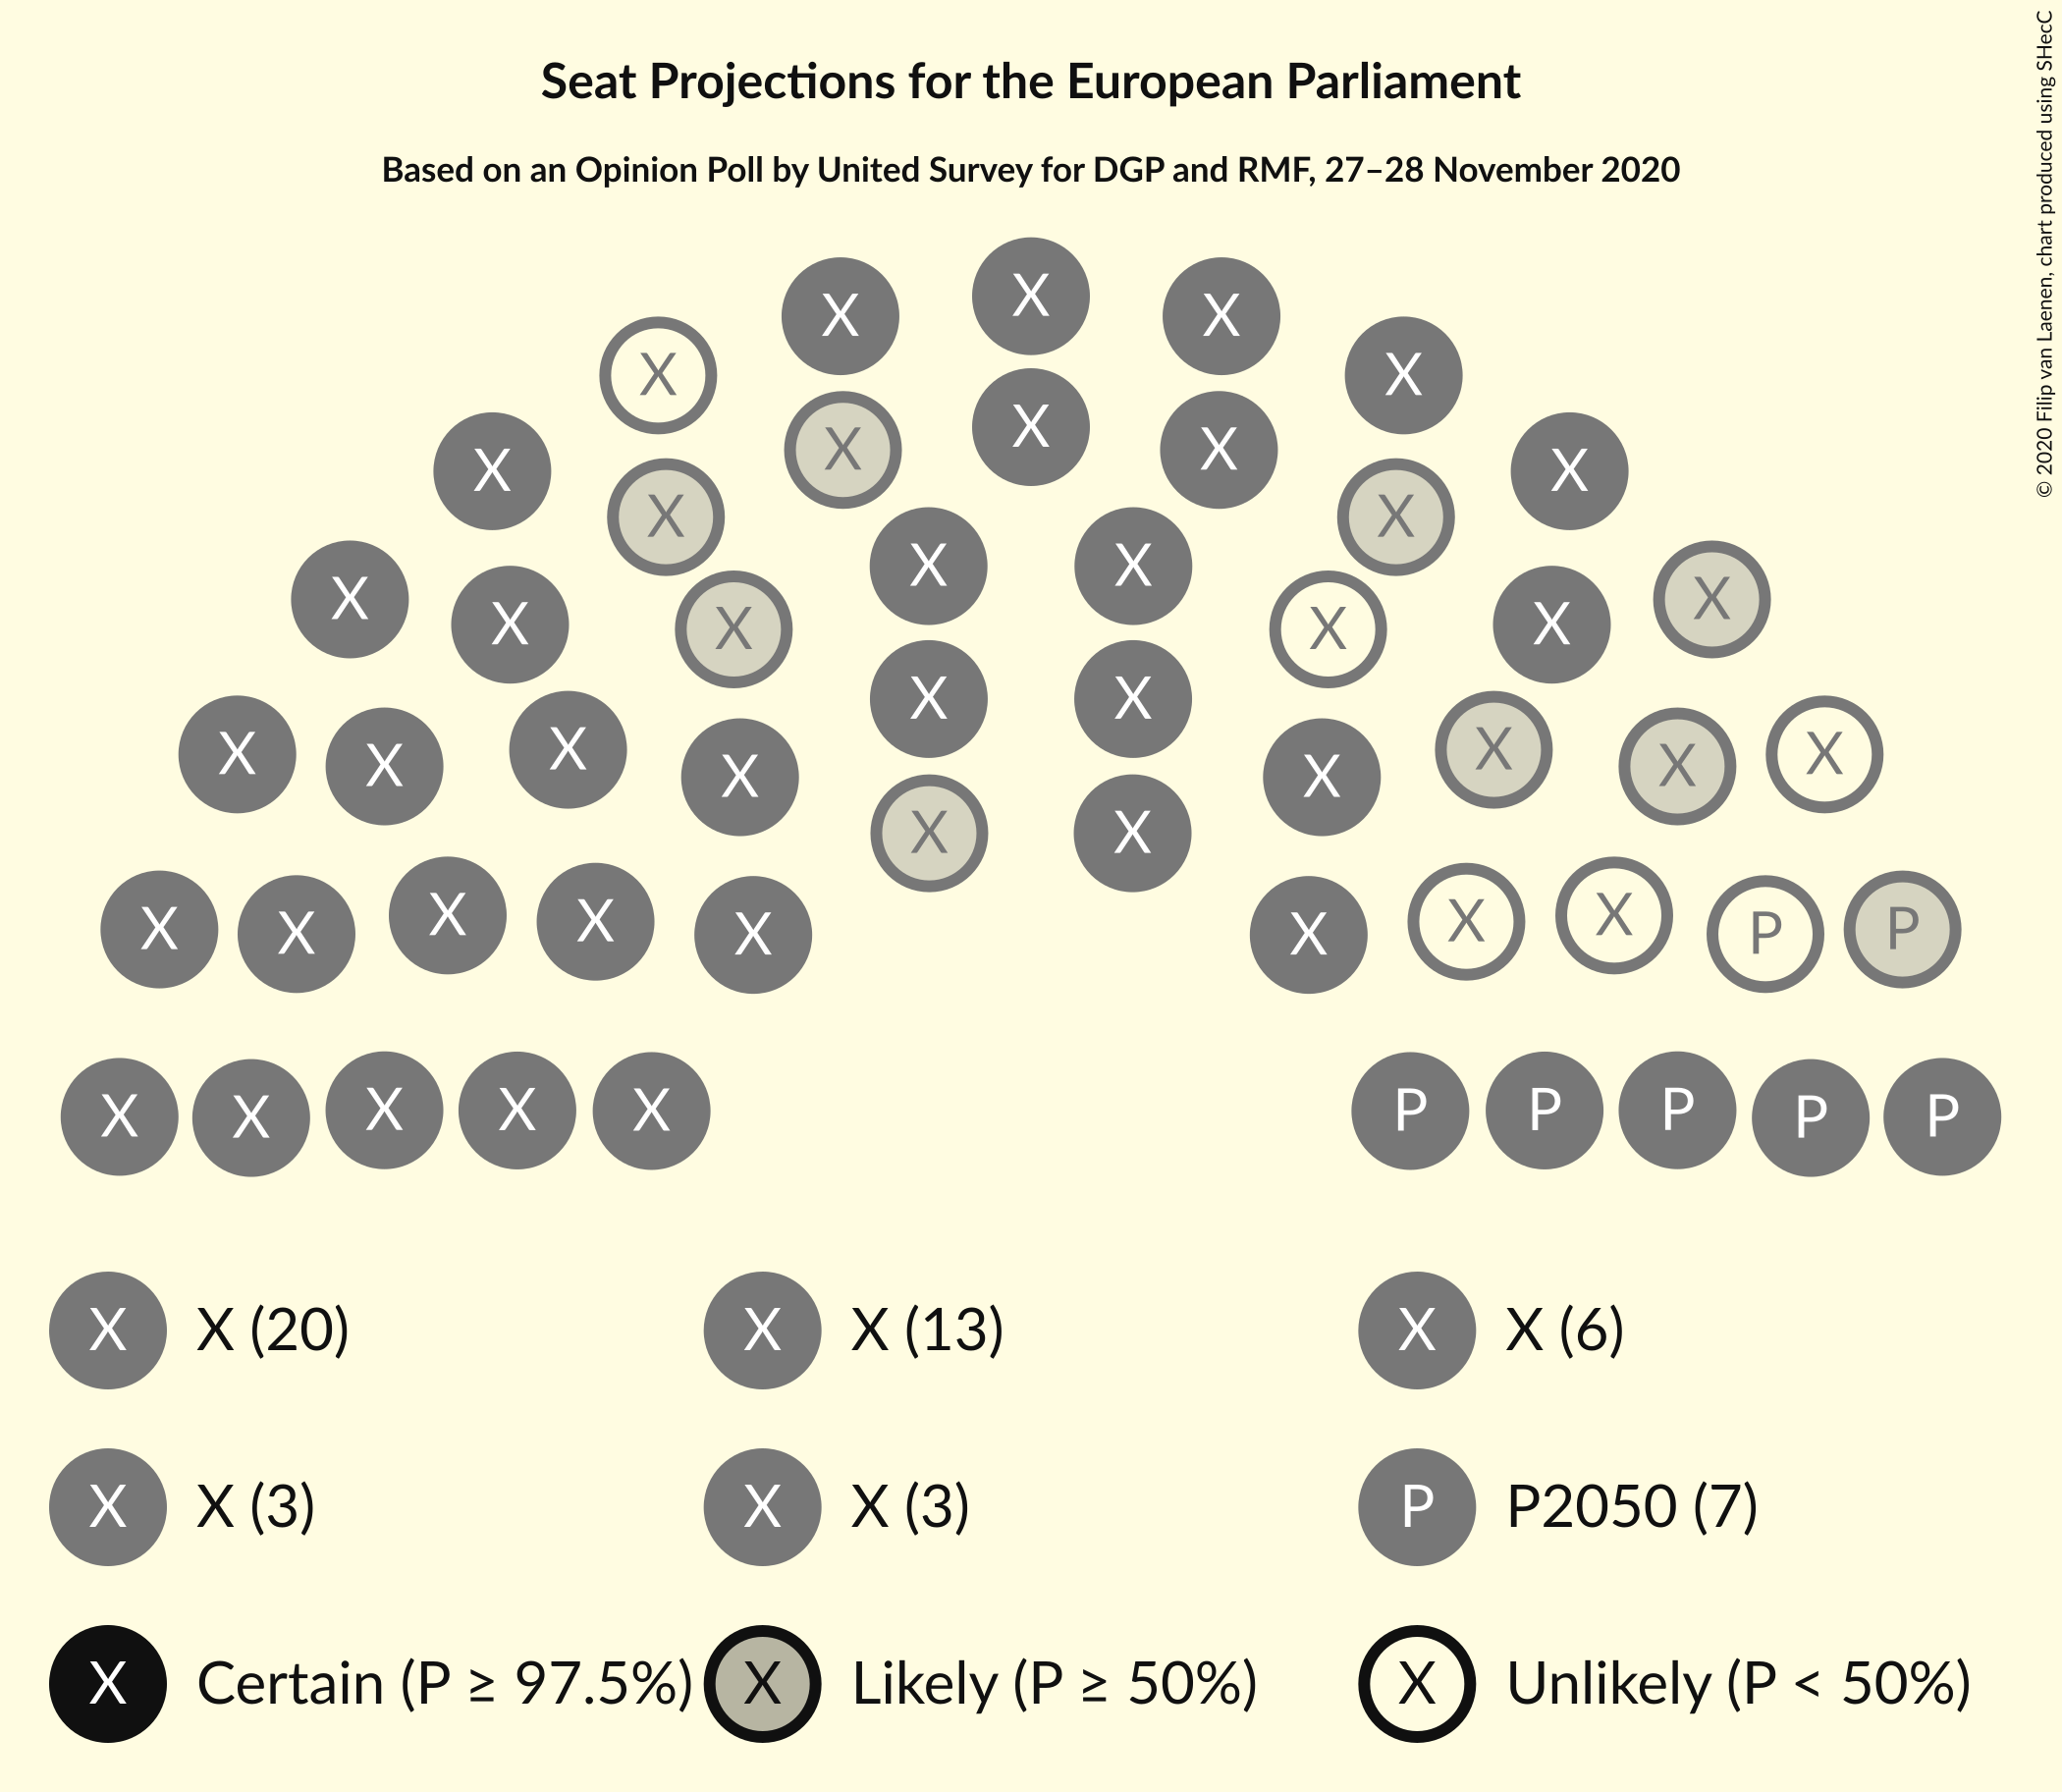 Seat Projections for the European Parliament
Based on an Opinion Poll by United Survey for DGP and RMF, 27–28 November 2020
© 2020 Filip van Laenen, chart produced using SHecC
X X X
X X
X X X
X X
X X X
X X X X
X X X
X X X
X X
X X X X
X X X X X
X X
X X X X X X X X P P
X X X X X P P P P P
X X (20) X X (13) X X (6)
X X (3) X X (3) P P2050 (7)
X Certain (P ≥ 97.5%) X Likely (P ≥ 50%) X Unlikely (P < 50%)